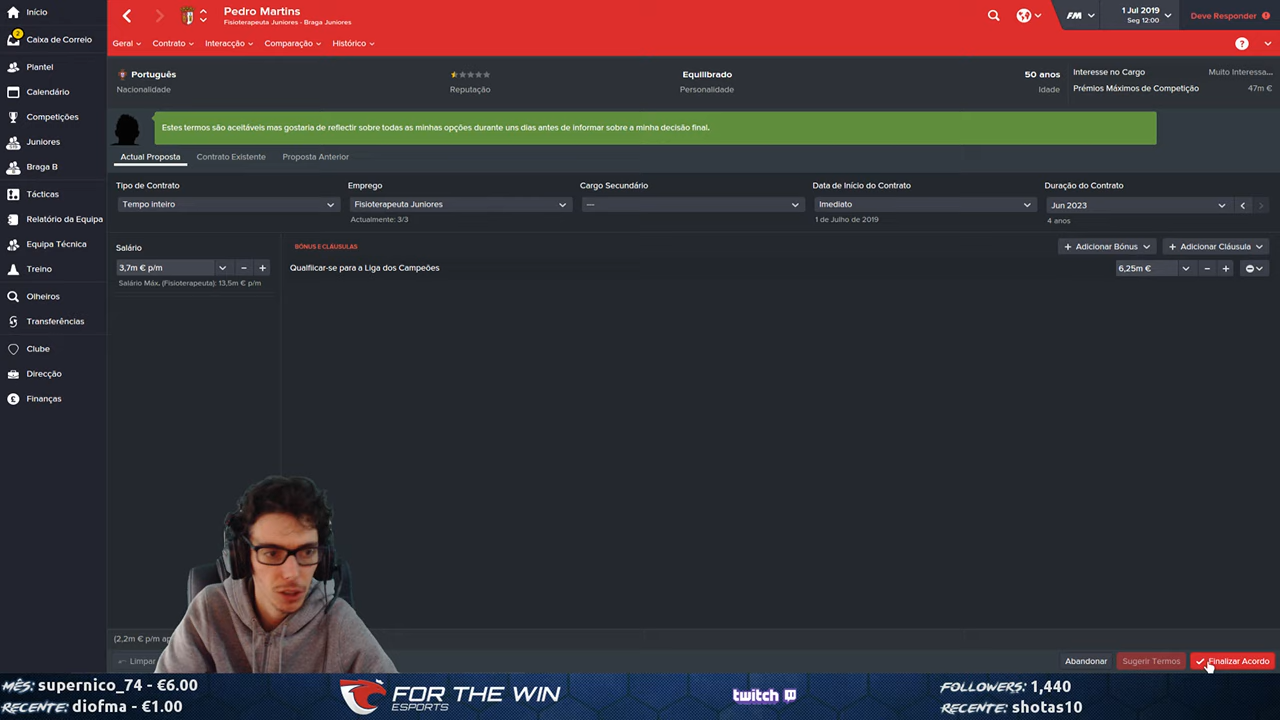 Início
Caixa de Correio
2
Plantel
Calendário
Competições
Juniores
Braga B
Tácticas
Relatório da Equipa
Equipa Técnica
Treino
Olheiros
Transferências
Clube
Direcção
Finanças
Pedro Martins
Fisioterapeuta Juniores - Braga Juniores
FM
1 Jul 2019
Seg 12:00
Deve Responder
Geral
Contrato
Interacção
Comparação
Histórico
?
Português
Nacionalidade
Reputação
Equilibrado
Personalidade
50 anos
Idade
Interesse no Cargo Muito Interessa...
Prémios Máximos de Competição 47m €
Estes termos são aceitáveis mas gostaria de reflectir sobre todas as minhas opções durante uns dias antes de informar sobre a minha decisão final.
Actual Proposta Contrato Existente Proposta Anterior
Tipo de Contrato Emprego Cargo Secundário Data de Início do Contrato Duração do Contrato
Tempo inteiro Fisioterapeuta Juniores --- Imediato Jun 2023
Actualmente: 3/3 1 de Julho de 2019 4 anos
Salário
3,7m € p/m
Salário Máx. (Fisioterapeuta): 13,5m € p/m
BÓNUS E CLÁUSULAS
+ Adicionar Bónus + Adicionar Cláusula
Qualfiicar-se para a Liga dos Campeões 6,25m €
(2,2m € p/m
Limpar
Abandonar Sugerir Termos Finalizar Acordo
MÊS: supernico_74 - €6.00
RECENTE: diofma - €1.00
FOR THE WIN
ESPORTS
twitch
FOLLOWERS: 1,440
RECENTE: shotas10